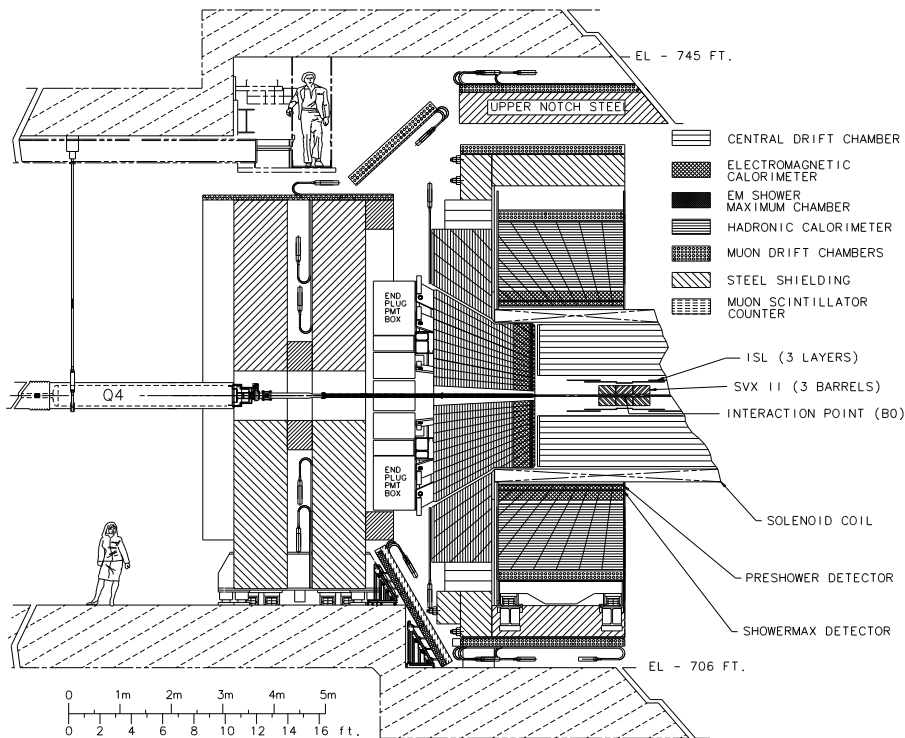 EL - 745 FT.
UPPER NOTCH STEEL
CENTRAL DRIFT CHAMBER
ELECTROMAGNETIC
CALORIMETER
EM SHOWER
MAXIMUM CHAMBER
HADRONIC CALORIMETER
MUON DRIFT CHAMBERS
STEEL SHIELDING
MUON SCINTILLATOR
COUNTER
END
PLUG
PMT
BOX
ISL (3 LAYERS)
SVX II (3 BARRELS)
INTERACTION POINT (B0)
Q4
END
PLUG
PMT
BOX
SOLENOID COIL
PRESHOWER DETECTOR
SHOWERMAX DETECTOR
EL - 706 FT.
0 1m 2m 3m 4m 5m
0 2 4 6 8 10 12 14 16 ft.